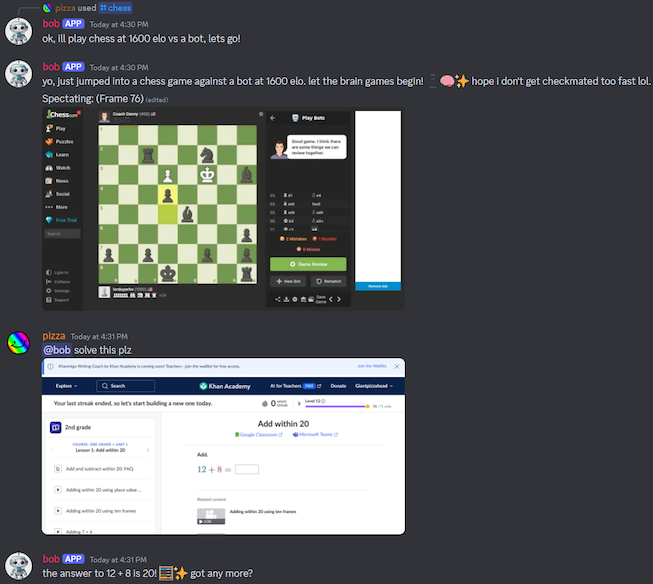 pizza used # chess
bob APP Today at 4:30 PM
ok, ill play chess at 1600 elo vs a bot, lets go!
bob APP Today at 4:30 PM
yo, just jumped into a chess game against a bot at 1600 elo. let the brain games begin! 🧠✨ hope i don't get checkmated too fast lol.
Spectating: (Frame 76) (edited)
Chess.com
Coach Danny
Play Bots
Play
Puzzles
Learn
Watch
News
Social
More
Free Trial
Search
Good game. I think there are some things we can review together.
2 Mistakes
Game Review
New Bot
Rematch
Support
pizza Today at 4:31 PM
@bob solve this plz
Khanmigo Writing Coach by Khan Academy is coming soon! Teachers - join the waitlist for free access.
Join the Waitlist
Explore
Search
Khan Academy
AI for Teachers FREE
Donate
Giantpizzahead
Your last streak ended, so let's start building a new one today.
0 week streak
Level 12
2nd grade
COURSE: 2ND GRADE > UNIT 1
Lesson 1: Add within 20
Add and subtract within 20: FAQ
Adding within 20 using place value ...
Adding within 20 using ten frames
Adding 7 + 6
Add within 20
Google Classroom
Microsoft Teams
Add.
12 + 8 =
Related content
Adding within 20 using ten frames
bob APP Today at 4:31 PM
the answer to 12 + 8 is 20! 🧮✨ got any more?